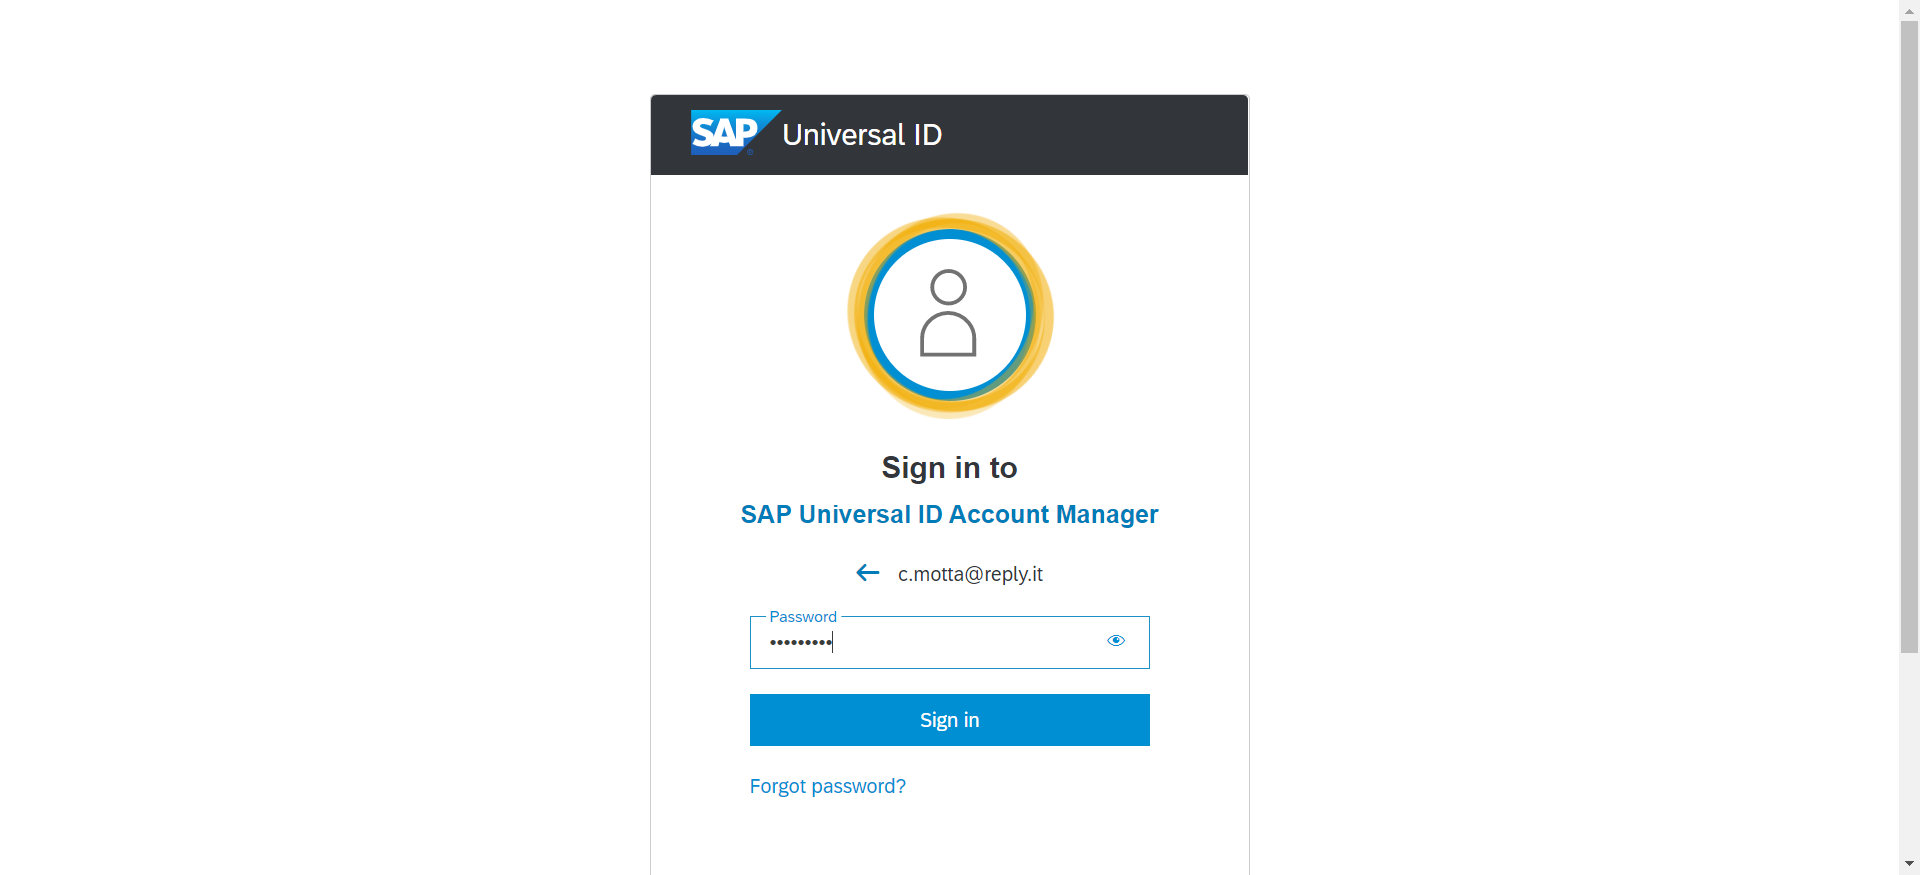 SAP Universal ID
Sign in to
SAP Universal ID Account Manager
c.motta@reply.it
Password
•••••••••
Sign in
Forgot password?